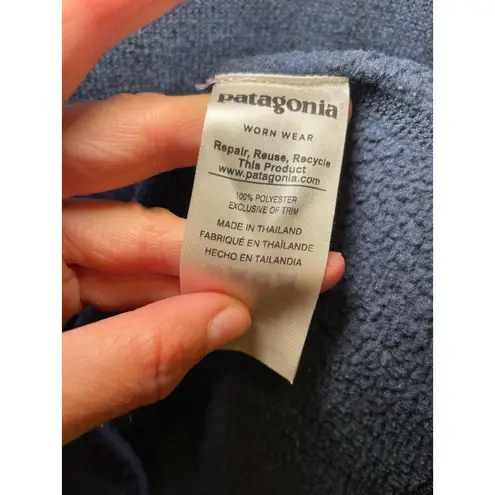 patagonia
WORN WEAR
Repair, Reuse, Recycle
This Product
www.patagonia.com
100% POLYESTER
EXCLUSIVE OF TRIM
MADE IN THAILAND
FABRIQUÉ EN THAÏLANDE
HECHO EN TAILANDIA